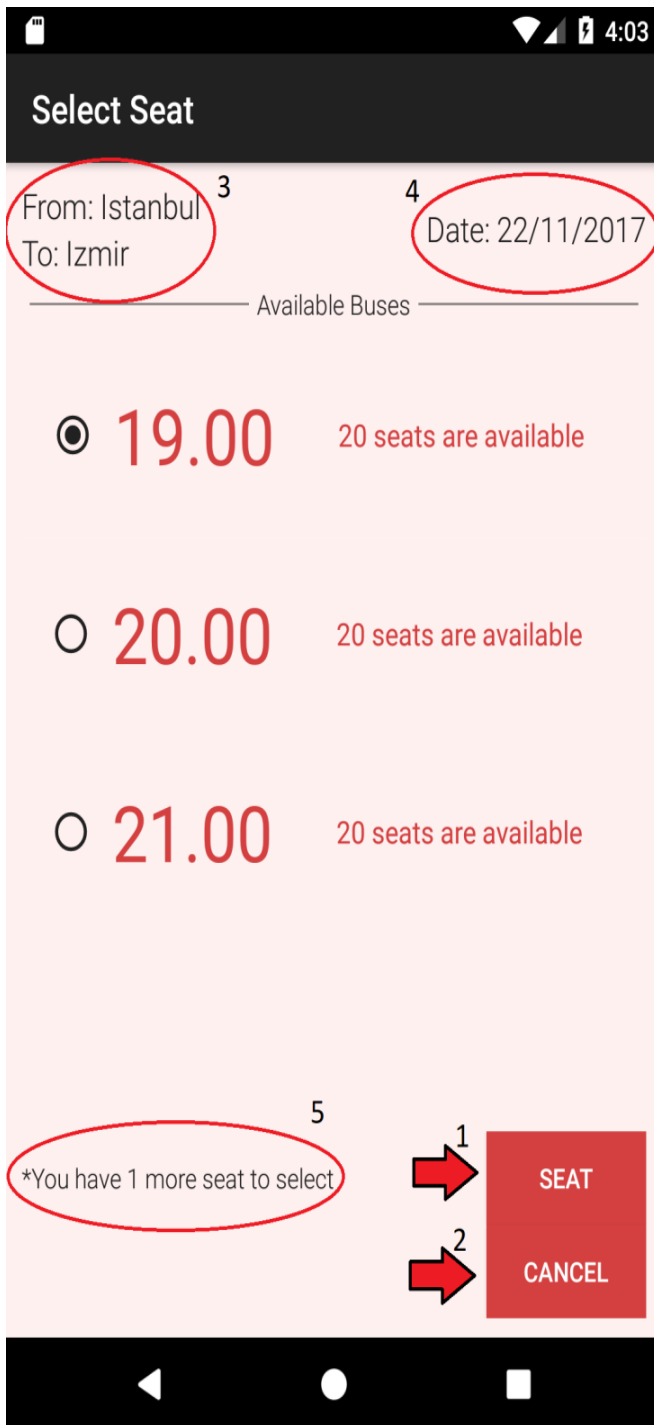 4:03
Select Seat
3
4
From: Istanbul
To: Izmir
Date: 22/11/2017
Available Buses
19.00 20 seats are available
20.00 20 seats are available
21.00 20 seats are available
5
*You have 1 more seat to select
1
SEAT
2
CANCEL